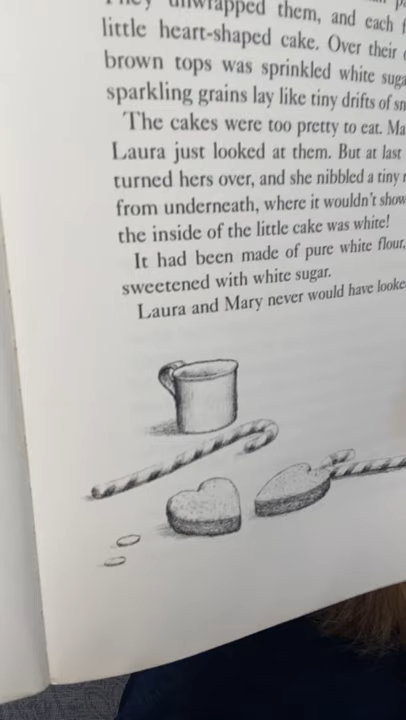 They unwrapped them, and each
little heart-shaped cake. Over their
brown tops was sprinkled white suga
sparkling grains lay like tiny drifts of sn
The cakes were too pretty to eat. Ma
Laura just looked at them. But at last
turned hers over, and she nibbled a tiny
from underneath, where it wouldn't show
the inside of the little cake was white!
It had been made of pure white flour,
sweetened with white sugar.
Laura and Mary never would have looke